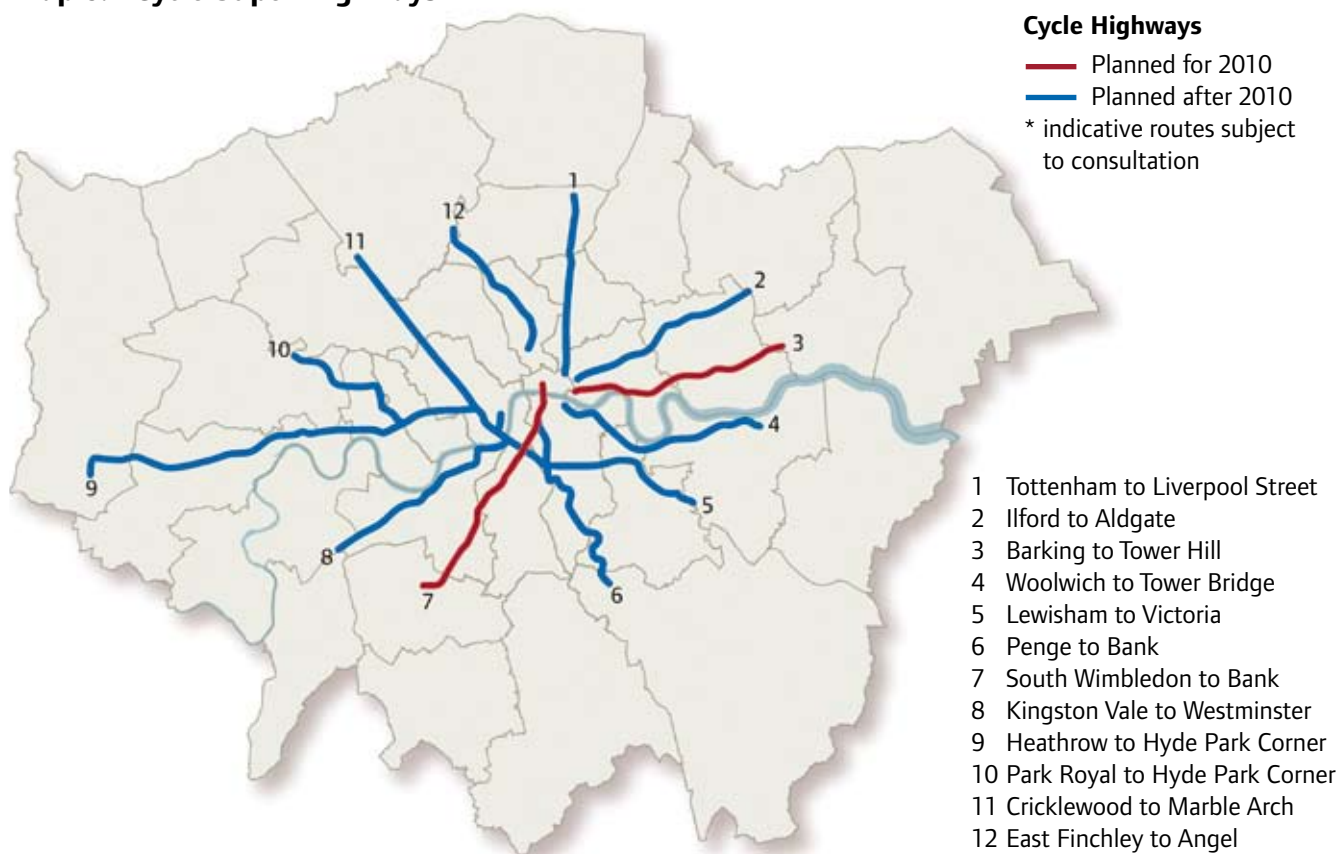 Cycle Highways
Planned for 2010
Planned after 2010
* indicative routes subject
to consultation
1
12
11
2
10
3
4
9
5
8
7
6
1 Tottenham to Liverpool Street
2 Ilford to Aldgate
3 Barking to Tower Hill
4 Woolwich to Tower Bridge
5 Lewisham to Victoria
6 Penge to Bank
7 South Wimbledon to Bank
8 Kingston Vale to Westminster
9 Heathrow to Hyde Park Corner
10 Park Royal to Hyde Park Corner
11 Cricklewood to Marble Arch
12 East Finchley to Angel